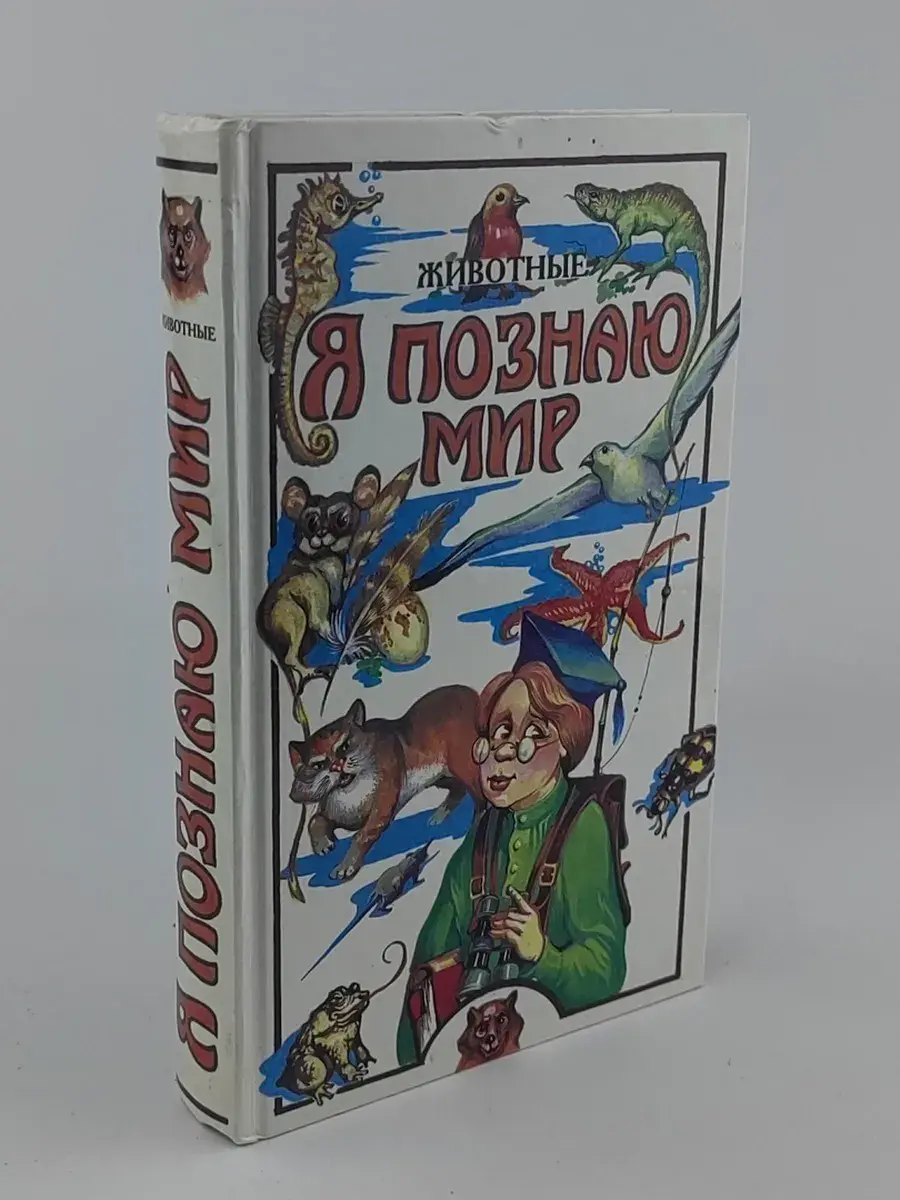 ЖИВОТНЫЕ
Я ПОЗНАЮ
МИР
ЖИВОТНЫЕ
Я ПОЗНАЮ МИР